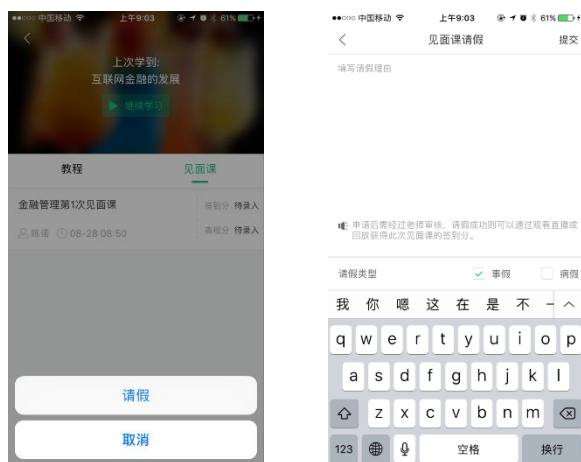 中国移动 上午9:03 61%
上次学到:
互联网金融的发展
继续学习
教程 见面课
金融管理第1次见面课
签到分 待录入
陈诺 08-28 08:50
表现分 待录入
请假
取消
中国移动 上午9:03 61%
见面课请假 提交
填写请假理由
申请后需经过老师审核,请假成功则可以通过观看直播或
回放获得此次见面课的签到分。
请假类型 事假 病假
我 你 嗯 这 在 是 不 一
q w e r t y u i o p
a s d f g h j k l
z x c v b n m
123 空格 换行